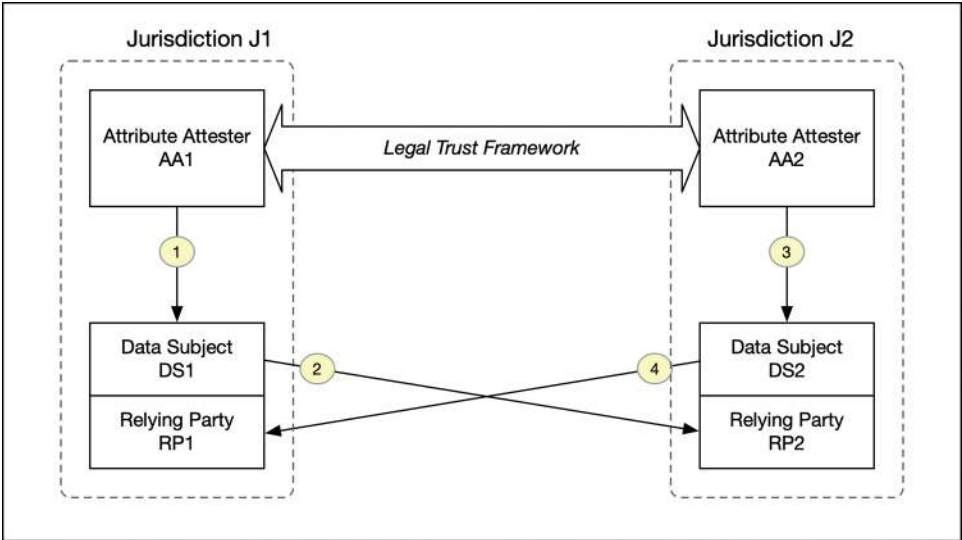 Jurisdiction J1
Jurisdiction J2
Attribute Attester
AA1
Legal Trust Framework
Attribute Attester
AA2
1
3
Data Subject
DS1
2
4
Data Subject
DS2
Relying Party
RP1
Relying Party
RP2